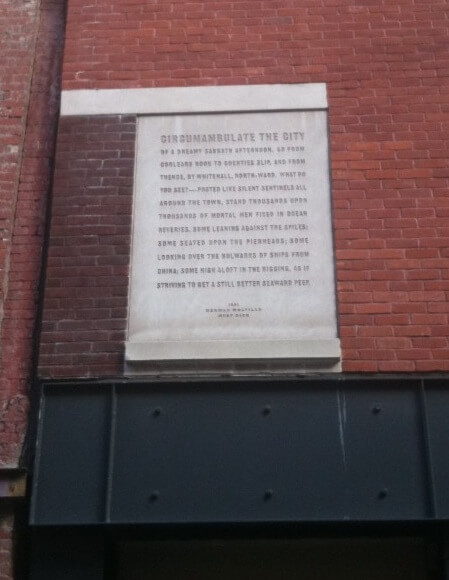 CIRCUMAMBULATE THE CITY
OF A DREAMY SABBATH AFTERNOON. GO FROM
CORLEARS HOOK TO COENTIES SLIP, AND FROM
THENCE, BY WHITEHALL, NORTH-WARD. WHAT DO
YOU SEE?—POSTED LIKE SILENT SENTINELS ALL
AROUND THE TOWN, STAND THOUSANDS UPON
THOUSANDS OF MORTAL MEN FIXED IN OCEAN
REVERIES. SOME LEANING AGAINST THE SPILES;
SOME SEATED UPON THE PIERHEADS; SOME
LOOKING OVER THE BULWARKS OF SHIPS FROM
CHINA; SOME HIGH ALOFT IN THE RIGGING, AS IF
STRIVING TO GET A STILL BETTER SEAWARD PEEP.
1851
HERMAN MELVILLE
MOBY DICK